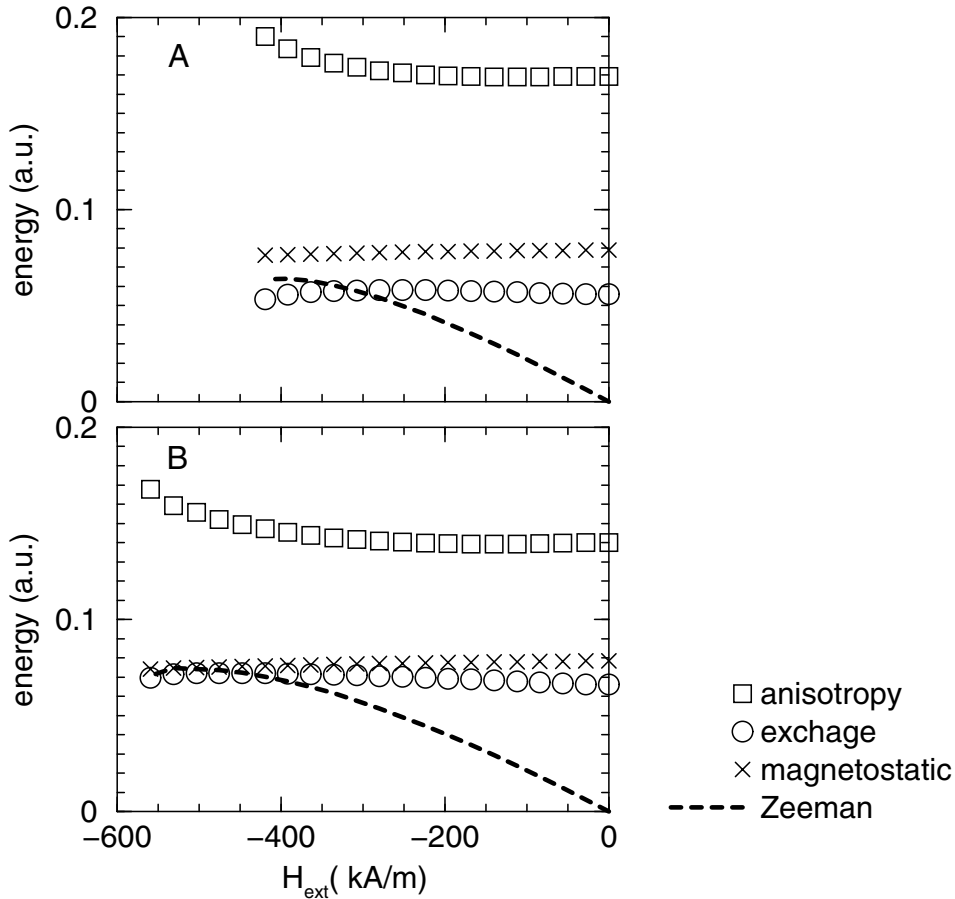 0.2
A
energy (a.u.)
0.1
0
0.2
B
energy (a.u.)
0.1
0
−600 −400 −200 0
H_ext( kA/m)
anisotropy
exchage
magnetostatic
Zeeman